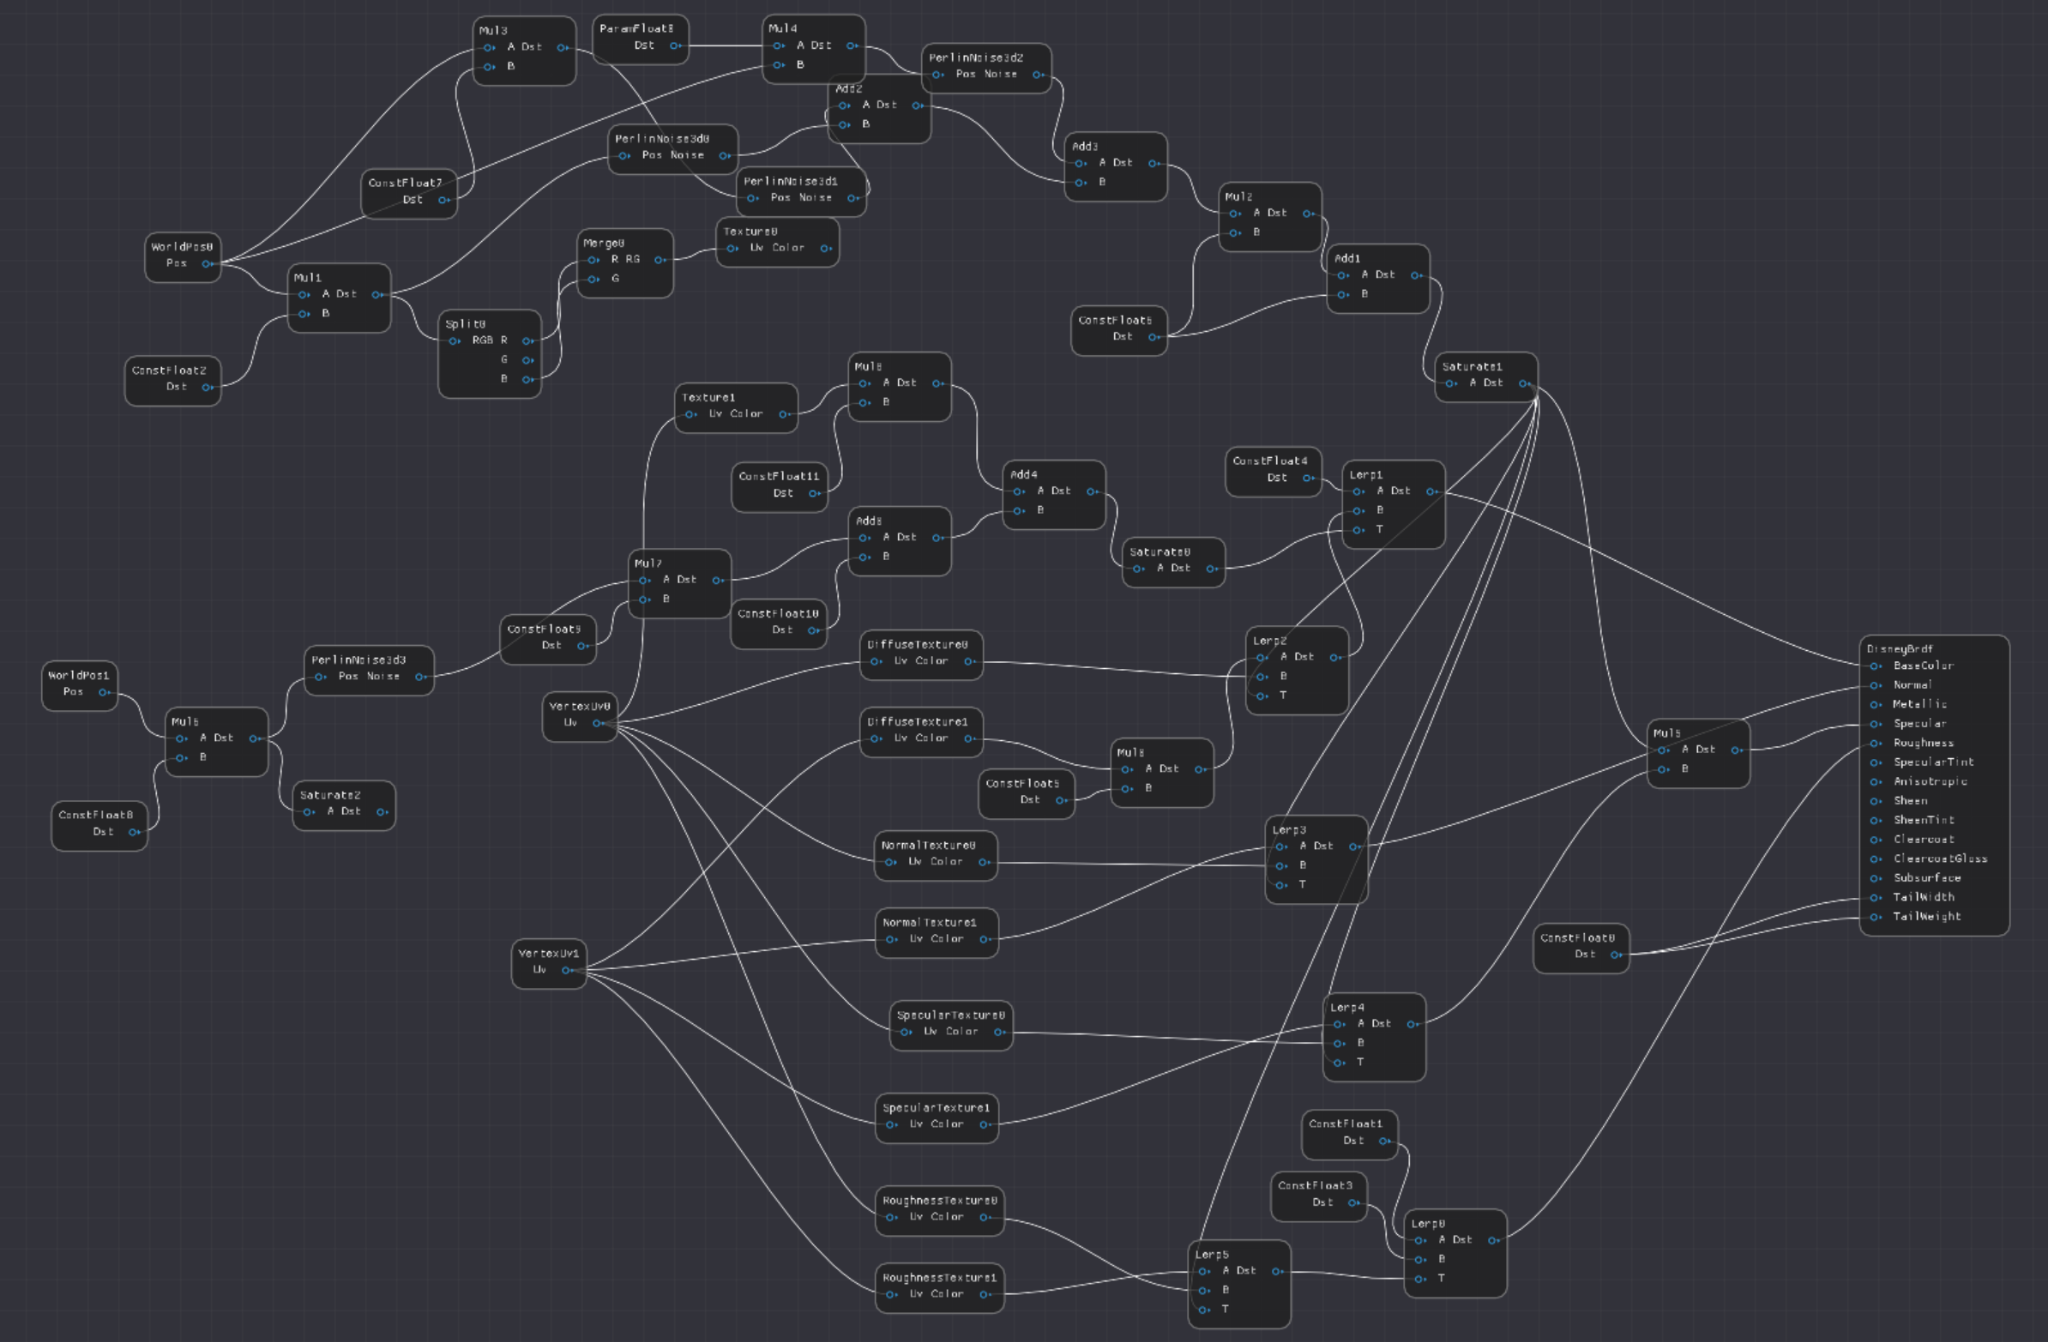 Mul3
A Dst
B
ParamFloat0
Dst
Mul4
A Dst
B
PerlinNoise3d2
Pos Noise
Add2
A Dst
B
PerlinNoise3d0
Pos Noise
Add3
A Dst
B
ConstFloat7
Dst
PerlinNoise3d1
Pos Noise
Mul2
A Dst
B
WorldPos0
Pos
Merge0
R RG
G
Texture0
Uv Color
Add1
A Dst
B
Mul1
A Dst
B
Split0
RGB R
G
B
ConstFloat6
Dst
ConstFloat2
Dst
Saturate1
A Dst
Texture1
Uv Color
A Dst
B
ConstFloat11
Dst
Add4
A Dst
B
ConstFloat4
Dst
Lerp1
A Dst
B
T
Add0
A Dst
B
Saturate0
A Dst
Mul7
A Dst
B
ConstFloat10
Dst
ConstFloat9
Dst
DiffuseTexture0
Uv Color
Lerp2
A Dst
B
T
WorldPos1
Pos
PerlinNoise3d3
Pos Noise
Mul6
A Dst
B
VertexUv0
Uv
DiffuseTexture1
Uv Color
A Dst
B
ConstFloat5
Dst
Mul5
A Dst
B
DisneyBrdf
BaseColor
Normal
Metallic
Specular
Roughness
SpecularTint
Anisotropic
Sheen
SheenTint
Clearcoat
ClearcoatGloss
Subsurface
TailWidth
TailWeight
ConstFloat8
Dst
Saturate2
A Dst
NormalTexture0
Uv Color
Lerp3
A Dst
B
T
NormalTexture1
Uv Color
VertexUv1
Uv
ConstFloat0
Dst
SpecularTexture0
Uv Color
Lerp4
A Dst
B
T
SpecularTexture1
Uv Color
ConstFloat1
Dst
ConstFloat3
Dst
RoughnessTexture0
Uv Color
Lerp0
A Dst
B
T
RoughnessTexture1
Uv Color
Lerp5
A Dst
B
T